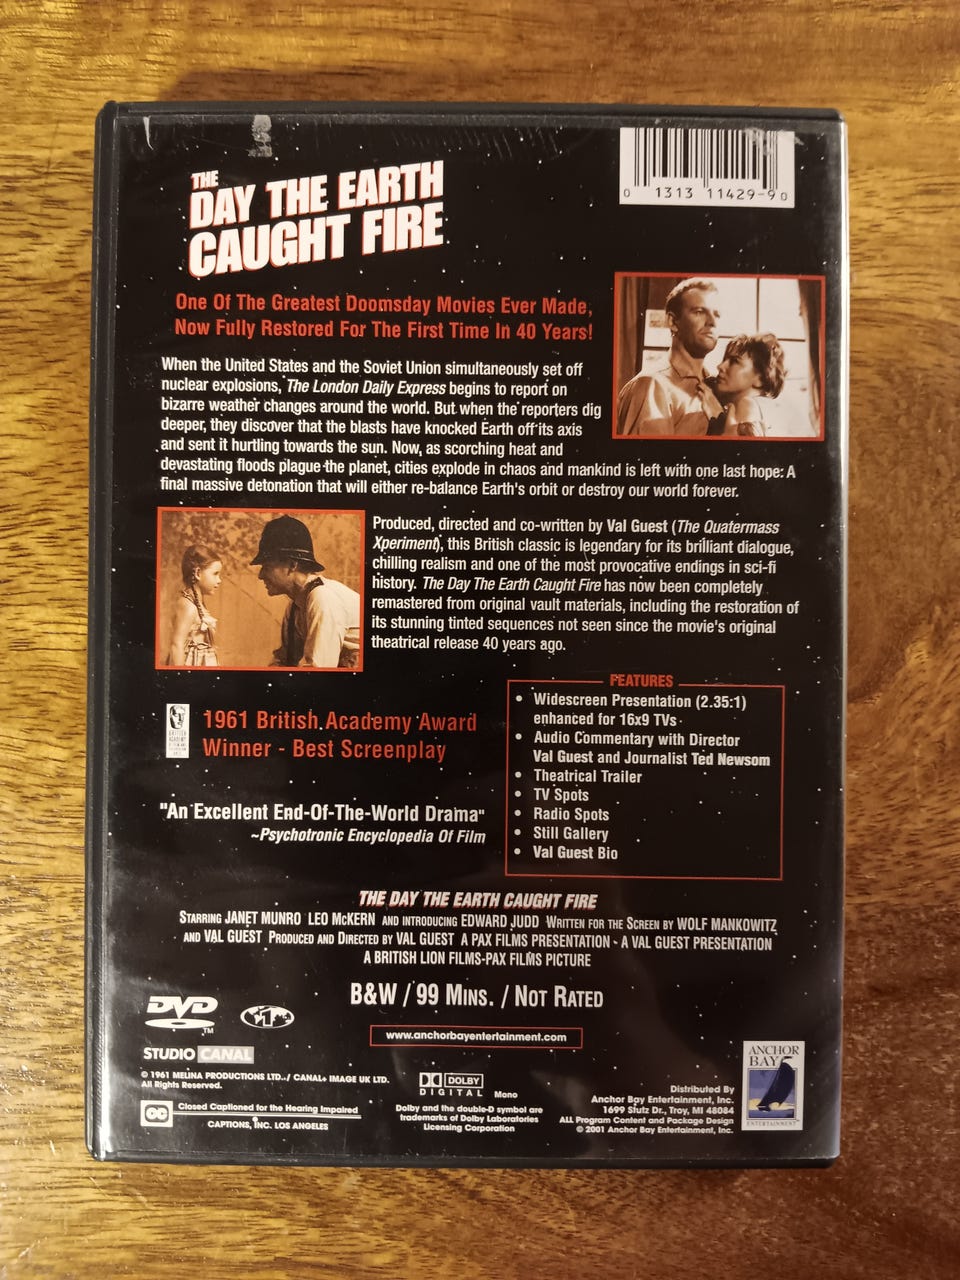 THE
DAY THE EARTH
CAUGHT FIRE
0 1313 11429-9 0
One Of The Greatest Doomsday Movies Ever Made,
Now Fully Restored For The First Time In 40 Years!
When the United States and the Soviet Union simultaneously set off
nuclear explosions, The London Daily Express begins to report on
bizarre weather changes around the world. But when the reporters dig
deeper, they discover that the blasts have knocked Earth off its axis
and sent it hurtling towards the sun. Now, as scorching heat and
devastating floods plague the planet, cities explode in chaos and mankind is left with one last hope: A
final massive detonation that will either re-balance Earth's orbit or destroy our world forever.
Produced, directed and co-written by Val Guest (The Quatermass
Xperiment), this British classic is legendary for its brilliant dialogue,
chilling realism and one of the most provocative endings in sci-fi
history. The Day The Earth Caught Fire has now been completely
remastered from original vault materials, including the restoration of
its stunning tinted sequences not seen since the movie's original
theatrical release 40 years ago.
1961 British Academy Award
Winner - Best Screenplay
"An Excellent End-Of-The-World Drama"
~Psychotronic Encyclopedia Of Film
FEATURES
• Widescreen Presentation (2.35:1)
enhanced for 16x9 TVs
• Audio Commentary with Director
Val Guest and Journalist Ted Newsom
• Theatrical Trailer
• TV Spots
• Radio Spots
• Still Gallery
• Val Guest Bio
THE DAY THE EARTH CAUGHT FIRE
STARRING JANET MUNRO LEO McKERN AND INTRODUCING EDWARD JUDD WRITTEN FOR THE SCREEN BY WOLF MANKOWITZ
AND VAL GUEST PRODUCED AND DIRECTED BY VAL GUEST A PAX FILMS PRESENTATION - A VAL GUEST PRESENTATION
A BRITISH LION FILMS-PAX FILMS PICTURE
B&W / 99 MINS. / NOT RATED
DVD
TM
1
www.anchorbayentertainment.com
STUDIO CANAL
© 1961 MELINA PRODUCTIONS LTD../ CANAL+ IMAGE UK LTD.
All Rights Reserved.
CC
Closed Captioned for the Hearing Impaired
CAPTIONS, INC. LOS ANGELES
DOLBY
DIGITAL Mono
Dolby and the double-D symbol are
trademarks of Dolby Laboratories
Licensing Corporation
Distributed By
Anchor Bay Entertainment, Inc.
1699 Stutz Dr., Troy, MI 48084
ALL Program Content and Package Design
© 2001 Anchor Bay Entertainment, Inc.
ANCHOR
BAY
ENTERTAINMENT